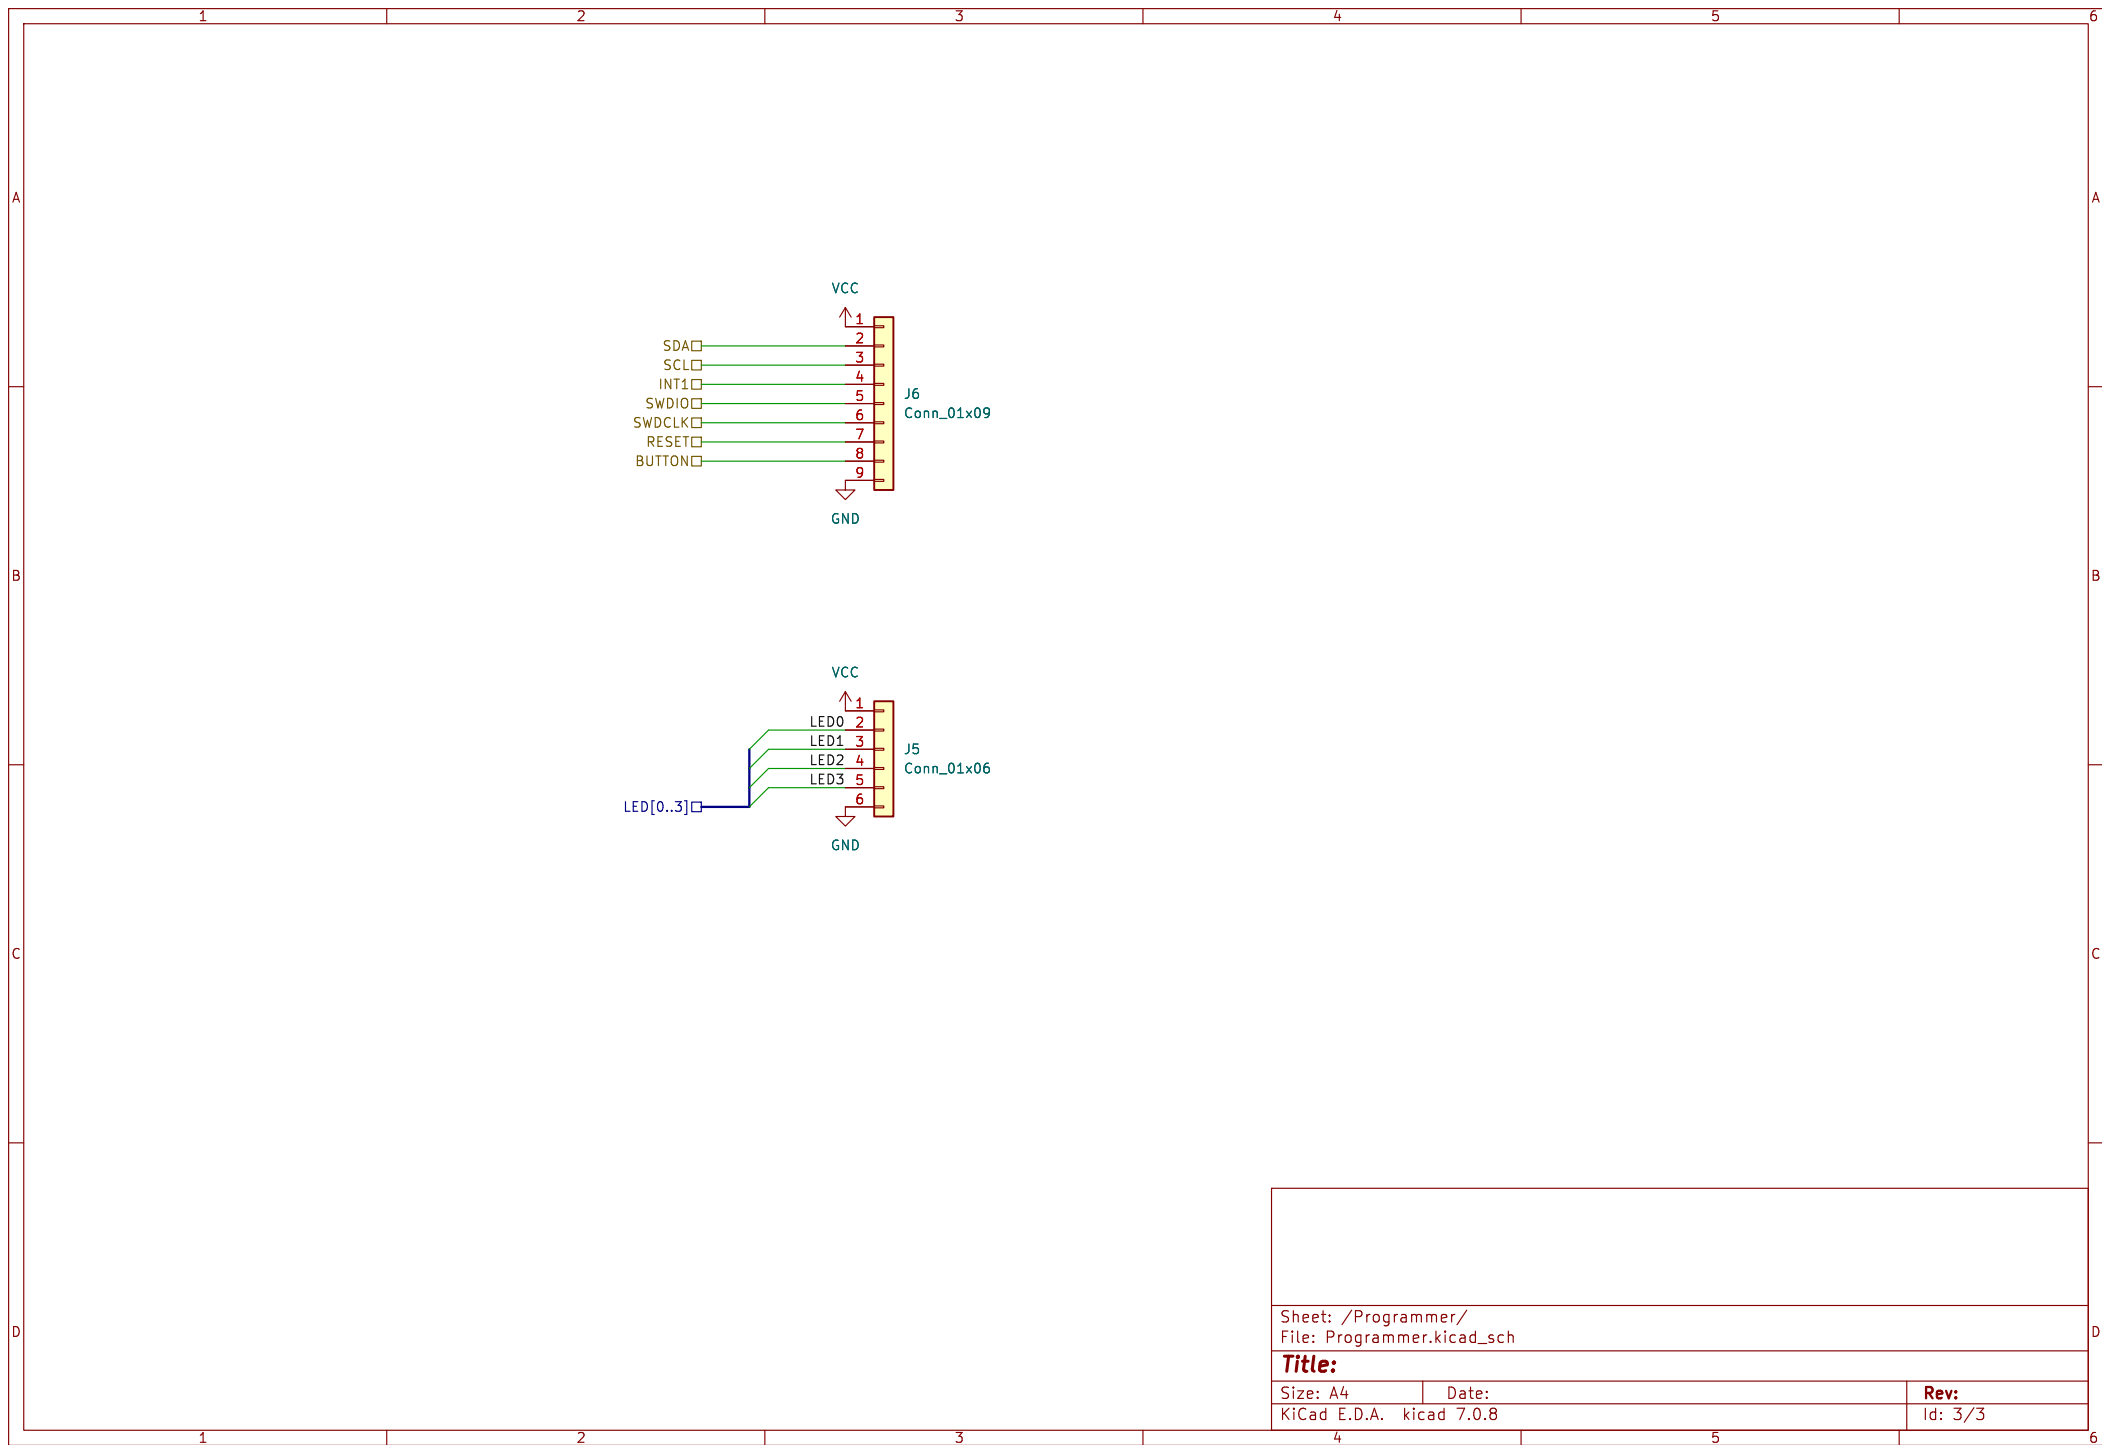 1 2 3 4 5 6
A A
VCC
1
SDA 2
SCL 3
INT1 4
SWDIO 5
J6
SWDCLK 6
Conn_01x09
RESET 7
BUTTON 8
9
GND
B B
VCC
1
LED0 2
LED1 3
J5
LED2 4
Conn_01x06
LED3 5
LED[0..3] 6
GND
C C
Sheet: /Programmer/
D D
File: Programmer.kicad_sch
Title:
Size: A4 Date: Rev:
KiCad E.D.A. kicad 7.0.8 Id: 3/3
1 2 3 4 5 6